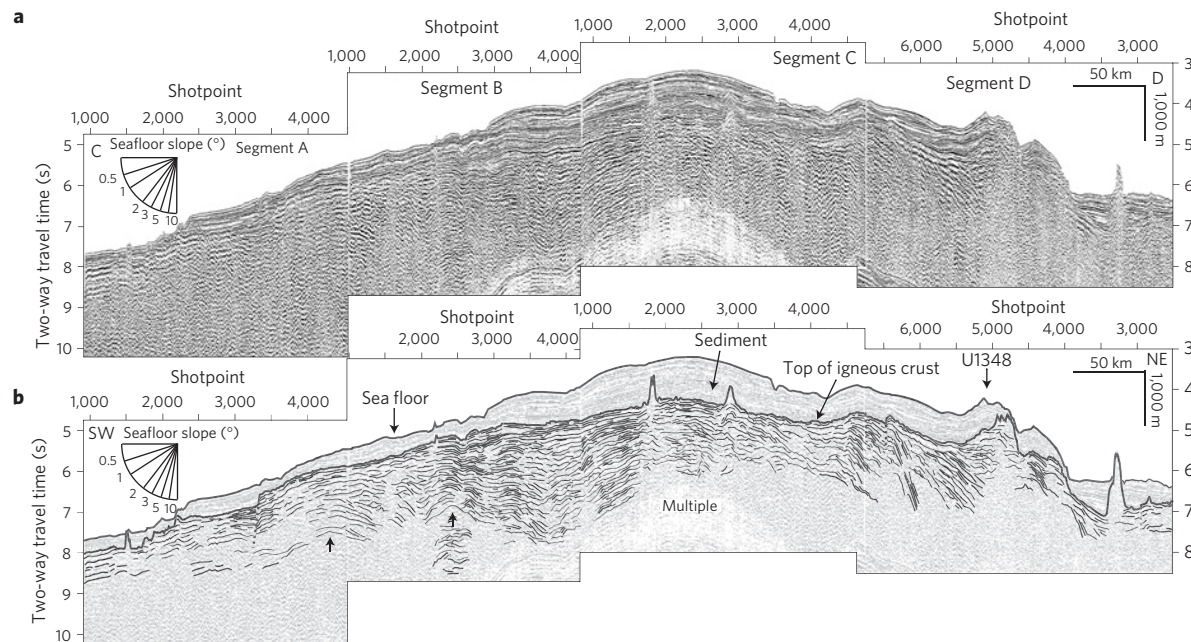 a
Shotpoint
1,000 2,000 3,000 4,000
Shotpoint
6,000 5,000 4,000 3,000
Shotpoint
1,000 2,000 3,000 4,000
Segment C
Segment B
Segment D
50 km
D
1,000 m
Shotpoint
1,000 2,000 3,000 4,000
C
Seafloor slope (°)
Segment A
0.5
1
2 3 5 10
Two-way travel time (s)
5
6
7
8
9
10
3
4
5
6
7
8
b
Shotpoint
1,000 2,000 3,000 4,000
Shotpoint
6,000 5,000 4,000 3,000
Shotpoint
2,000 3,000 4,000
Sediment
Top of igneous crust
U1348
50 km
NE
1,000 m
Shotpoint
1,000 2,000 3,000 4,000
Sea floor
SW
Seafloor slope (°)
0.5
1
2 3 5 10
Multiple
Two-way travel time (s)
5
6
7
8
9
10
3
4
5
6
7
8